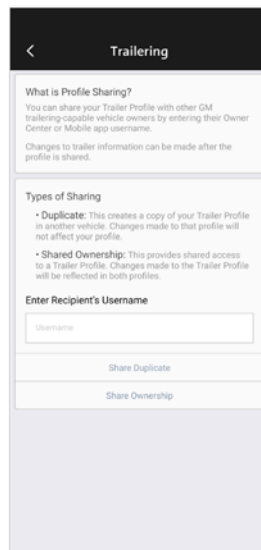 Trailering
What is Profile Sharing?
You can share your Trailer Profile with other GM
trailering-capable vehicle owners by entering their Owner
Center or Mobile app username.
Changes to trailer information can be made after the
profile is shared.
Types of Sharing
• Duplicate: This creates a copy of your Trailer Profile
in another vehicle. Changes made to that profile will
not affect your profile.
• Shared Ownership: This provides shared access
to a Trailer Profile. Changes made to the Trailer Profile
will be reflected in both profiles.
Enter Recipient's Username
Username
Share Duplicate
Share Ownership